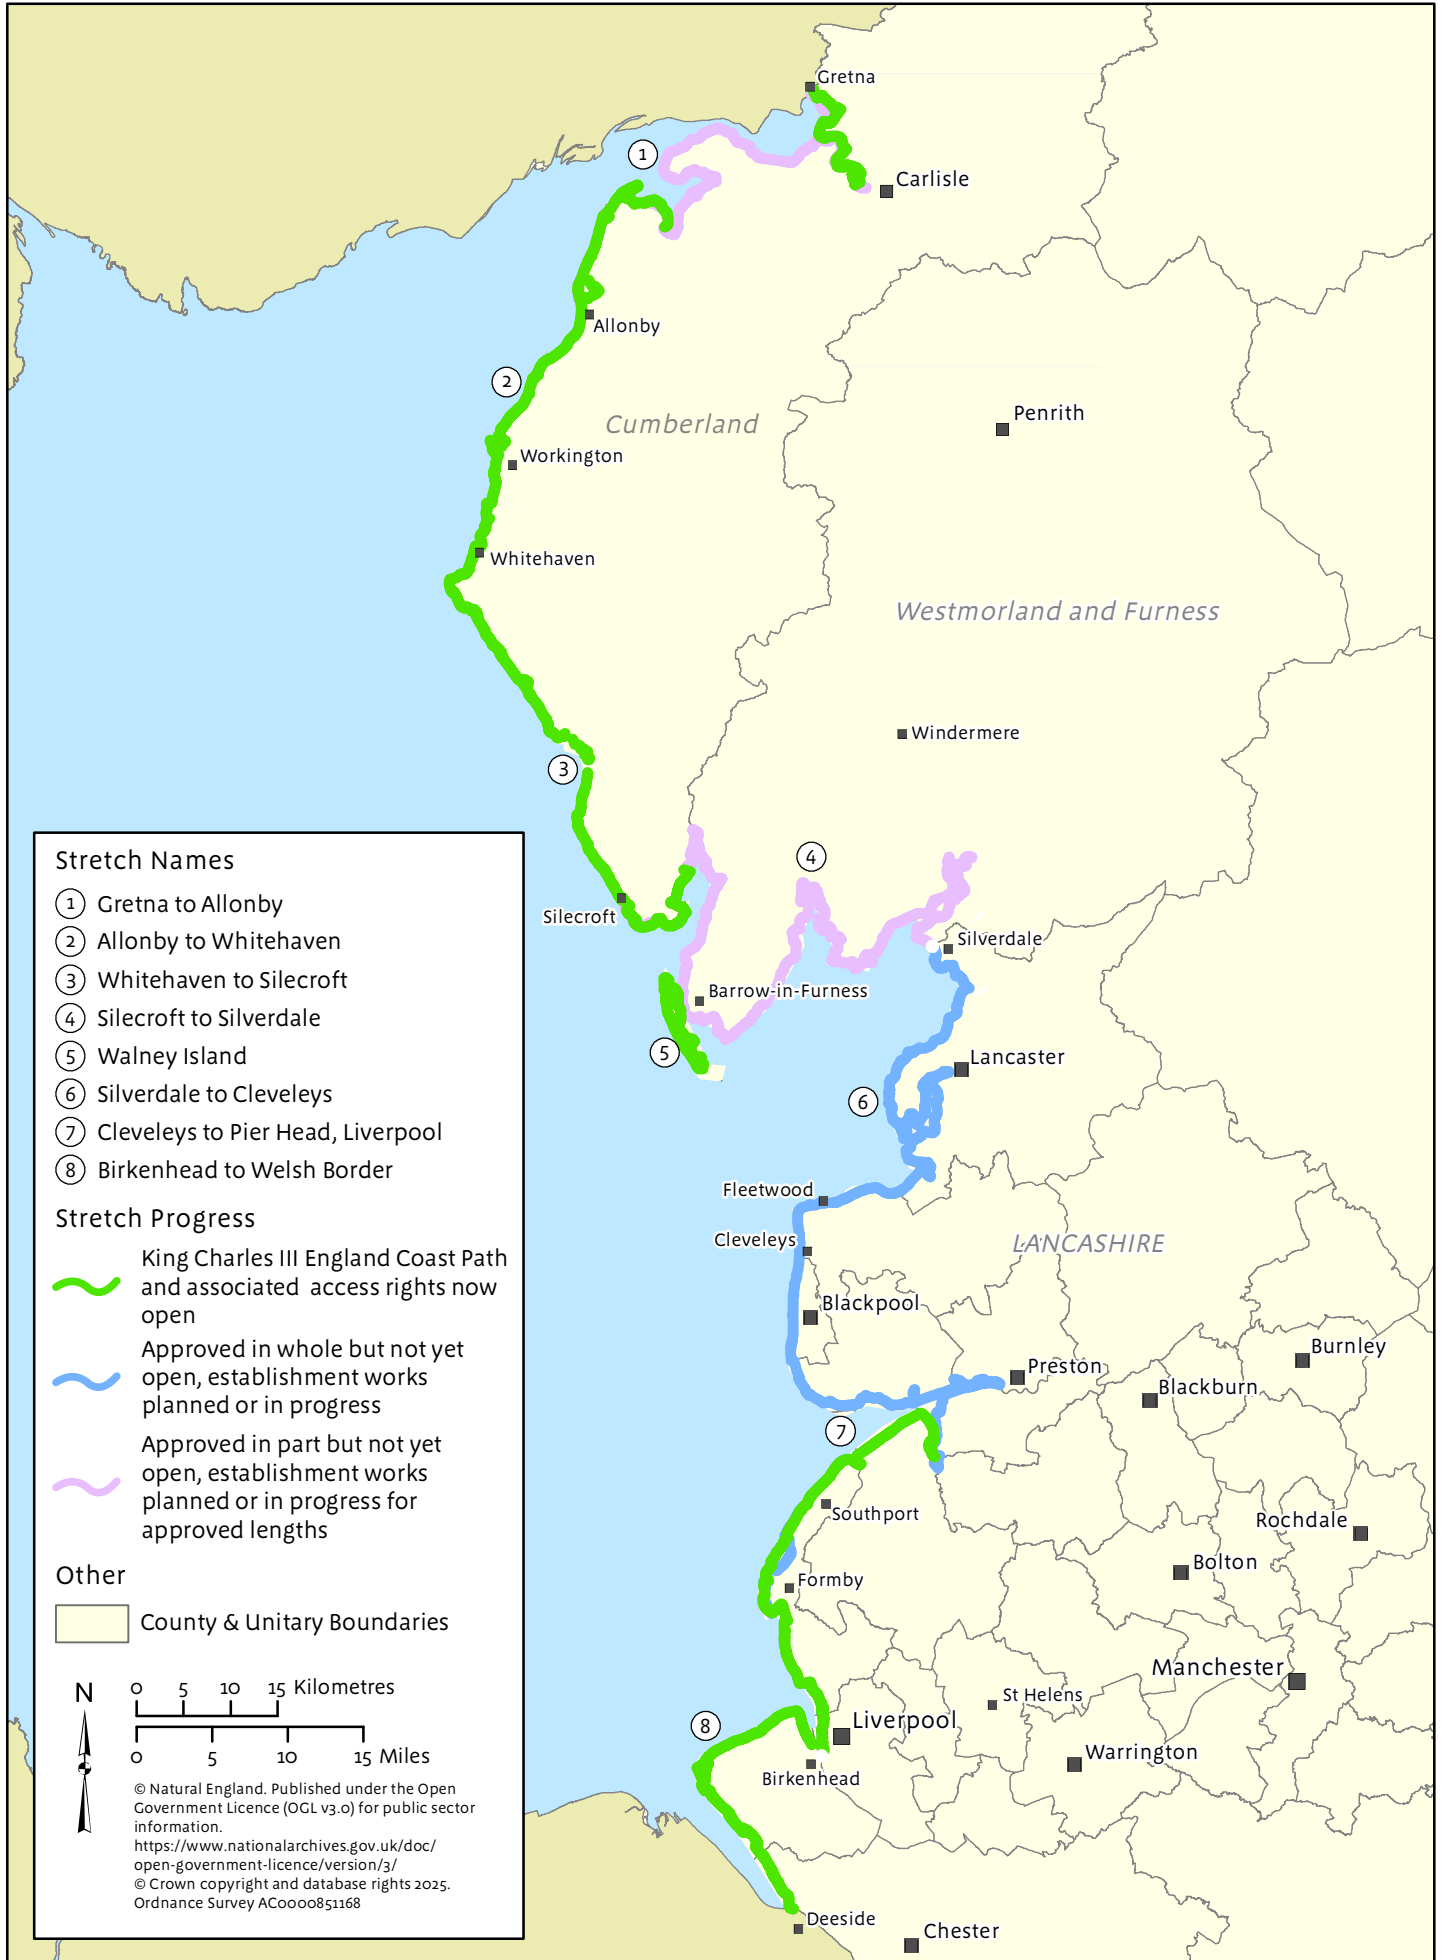 Gretna
1
Carlisle
Allonby
2
Cumberland
Penrith
Workington
Whitehaven
Westmorland and Furness
Windermere
3
4
Silecroft
Silverdale
Barrow-in-Furness
5
Lancaster
6
Fleetwood
Cleveleys
LANCASHIRE
Blackpool
Burnley
Preston
Blackburn
7
Southport
Rochdale
Bolton
Formby
Manchester
St Helens
8
Liverpool
Warrington
Birkenhead
Deeside
Chester
Stretch Names
1 Gretna to Allonby
2 Allonby to Whitehaven
3 Whitehaven to Silecroft
4 Silecroft to Silverdale
5 Walney Island
6 Silverdale to Cleveleys
7 Cleveleys to Pier Head, Liverpool
8 Birkenhead to Welsh Border
Stretch Progress
King Charles III England Coast Path
and associated access rights now
open
Approved in whole but not yet
open, establishment works
planned or in progress
Approved in part but not yet
open, establishment works
planned or in progress for
approved lengths
Other
County & Unitary Boundaries
N
0 5 10 15 Kilometres
0 5 10 15 Miles
© Natural England. Published under the Open
Government Licence (OGL v3.0) for public sector
information.
https://www.nationalarchives.gov.uk/doc/
open-government-licence/version/3/
© Crown copyright and database rights 2025.
Ordnance Survey AC0000851168